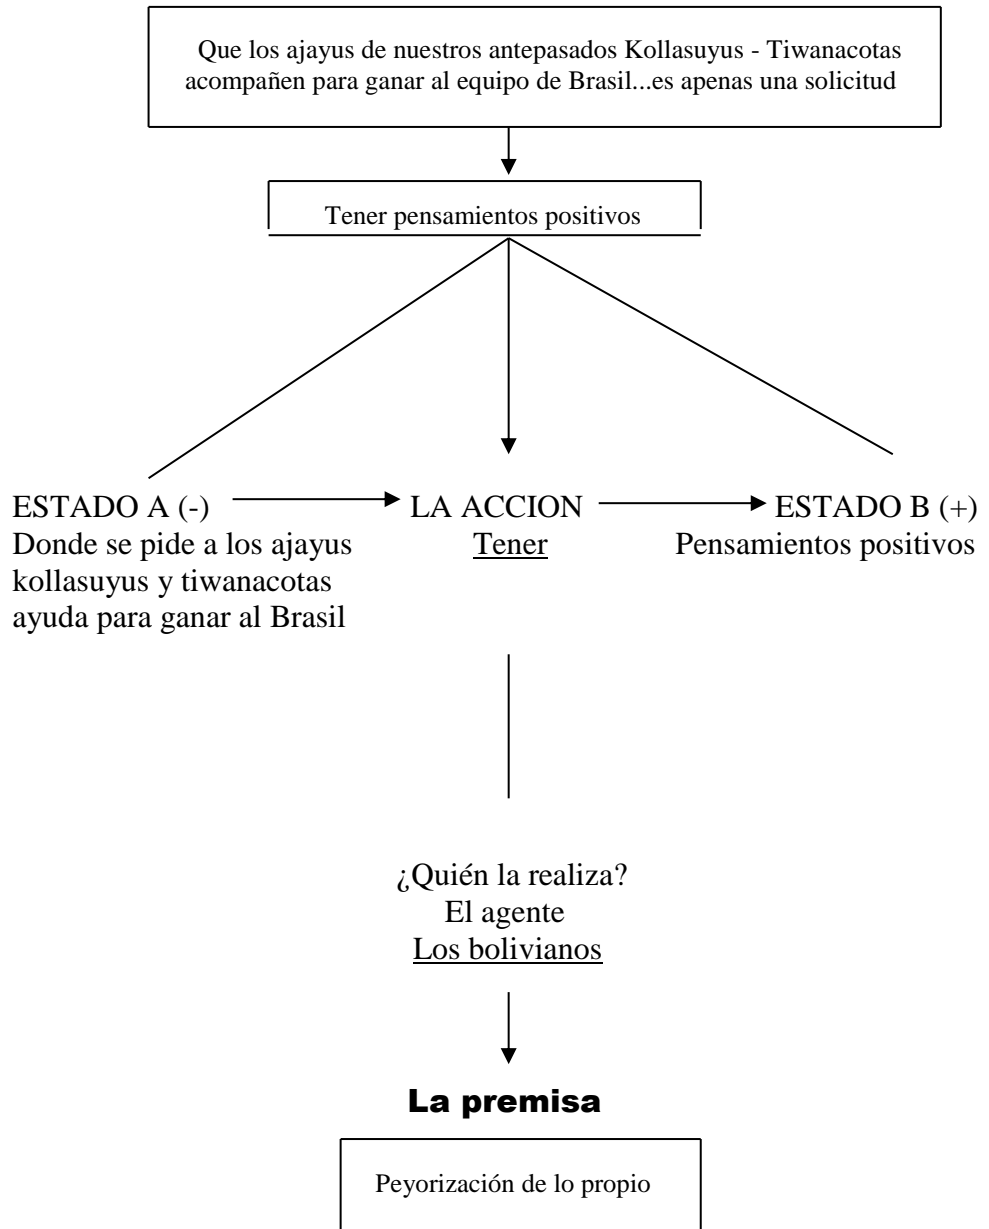 Que los ajayus de nuestros antepasados Kollasuyus - Tiwanacotas
acompañen para ganar al equipo de Brasil...es apenas una solicitud
Tener pensamientos positivos
ESTADO A (-)
Donde se pide a los ajayus
kollasuyus y tiwanacotas
ayuda para ganar al Brasil
LA ACCION
Tener
ESTADO B (+)
Pensamientos positivos
¿Quién la realiza?
El agente
Los bolivianos
La premisa
Peyorización de lo propio